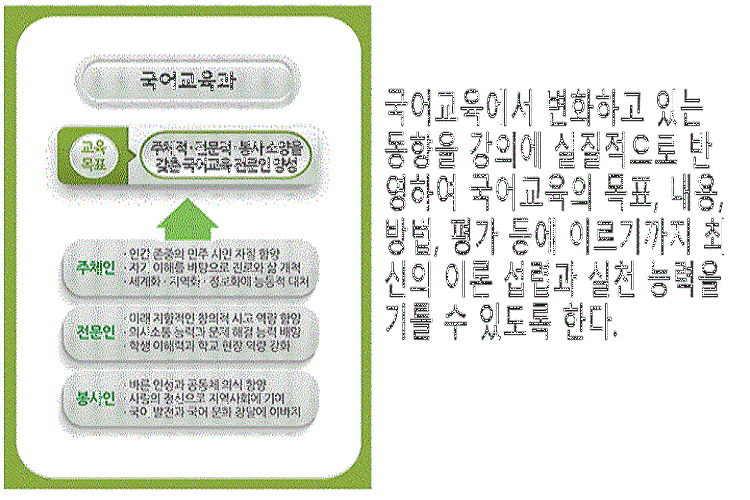 국어교육과
교육
목표
주체적·전문적·봉사 소양을
갖춘 국어교육 전문인 양성
주체인
· 인간 존중의 민주 시민 자질 함양
· 자기 이해를 바탕으로 진로와 삶 개척
· 세계화 · 지역화 · 정보화에 능동적 대처
전문인
· 미래 지향적인 창의적 사고 역량 함양
· 의사소통 능력과 문제 해결 능력 배양
· 학생 이해력과 학교 현장 역량 강화
봉사인
· 바른 인성과 공동체 의식 함양
· 사랑의 정신으로 지역사회에 기여
· 국어 발전과 국어 문화 창달에 이바지
국어교육에서 변화하고 있는
동향을 강의에 실질적으로 반
영하여 국어교육의 목표, 내용,
방법, 평가 등에 이르기까지 최
신의 이론 섭렵과 실천 능력을
기를 수 있도록 한다.